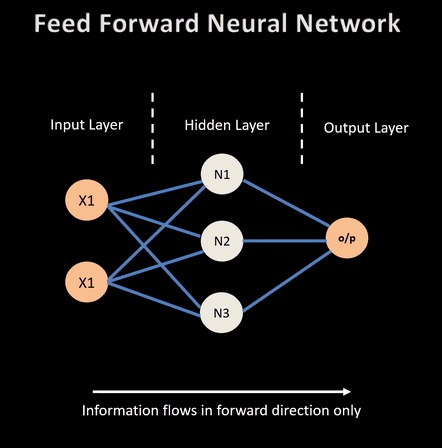 Feed Forward Neural Network
Input Layer
Hidden Layer
Output Layer
X1
N1
N2
o/p
X1
N3
Information flows in forward direction only